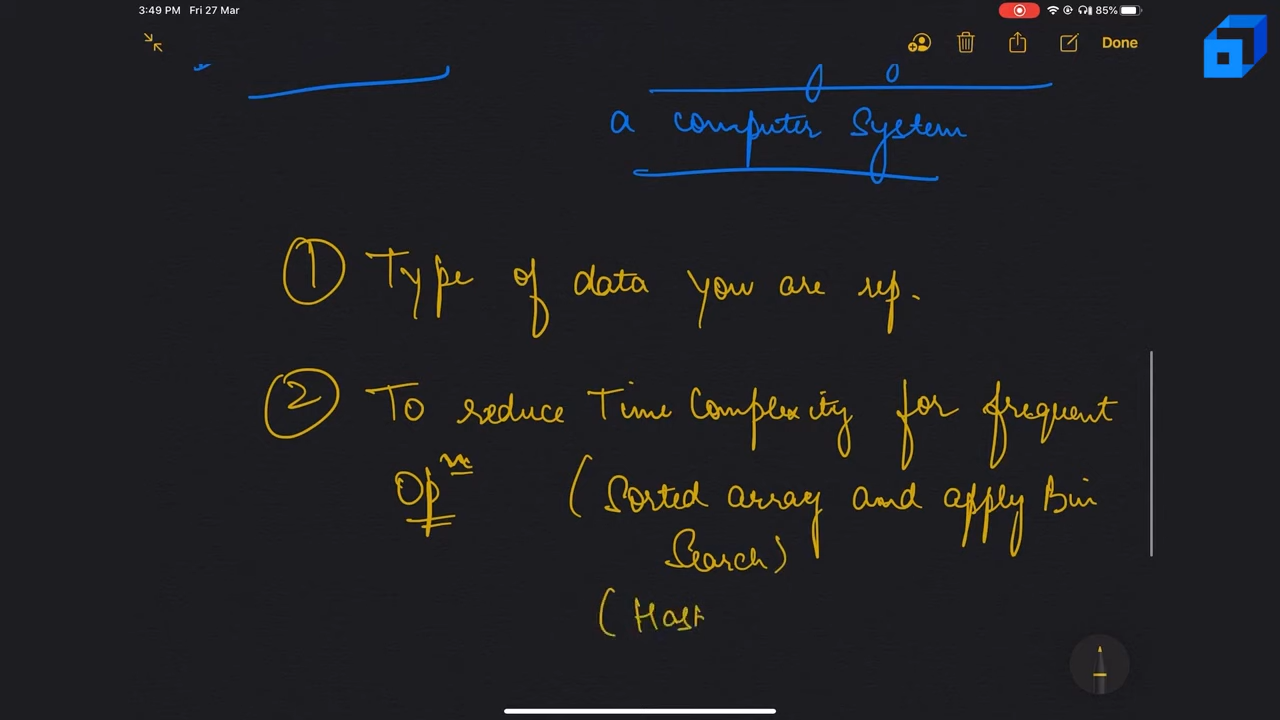 3:49 PM Fri 27 Mar
85%
Done
a computer System
① Type of data you are rep.
② To reduce Time Complexity for frequent
Opⁿ (Sorted array and apply Bin
Search)
(Hash